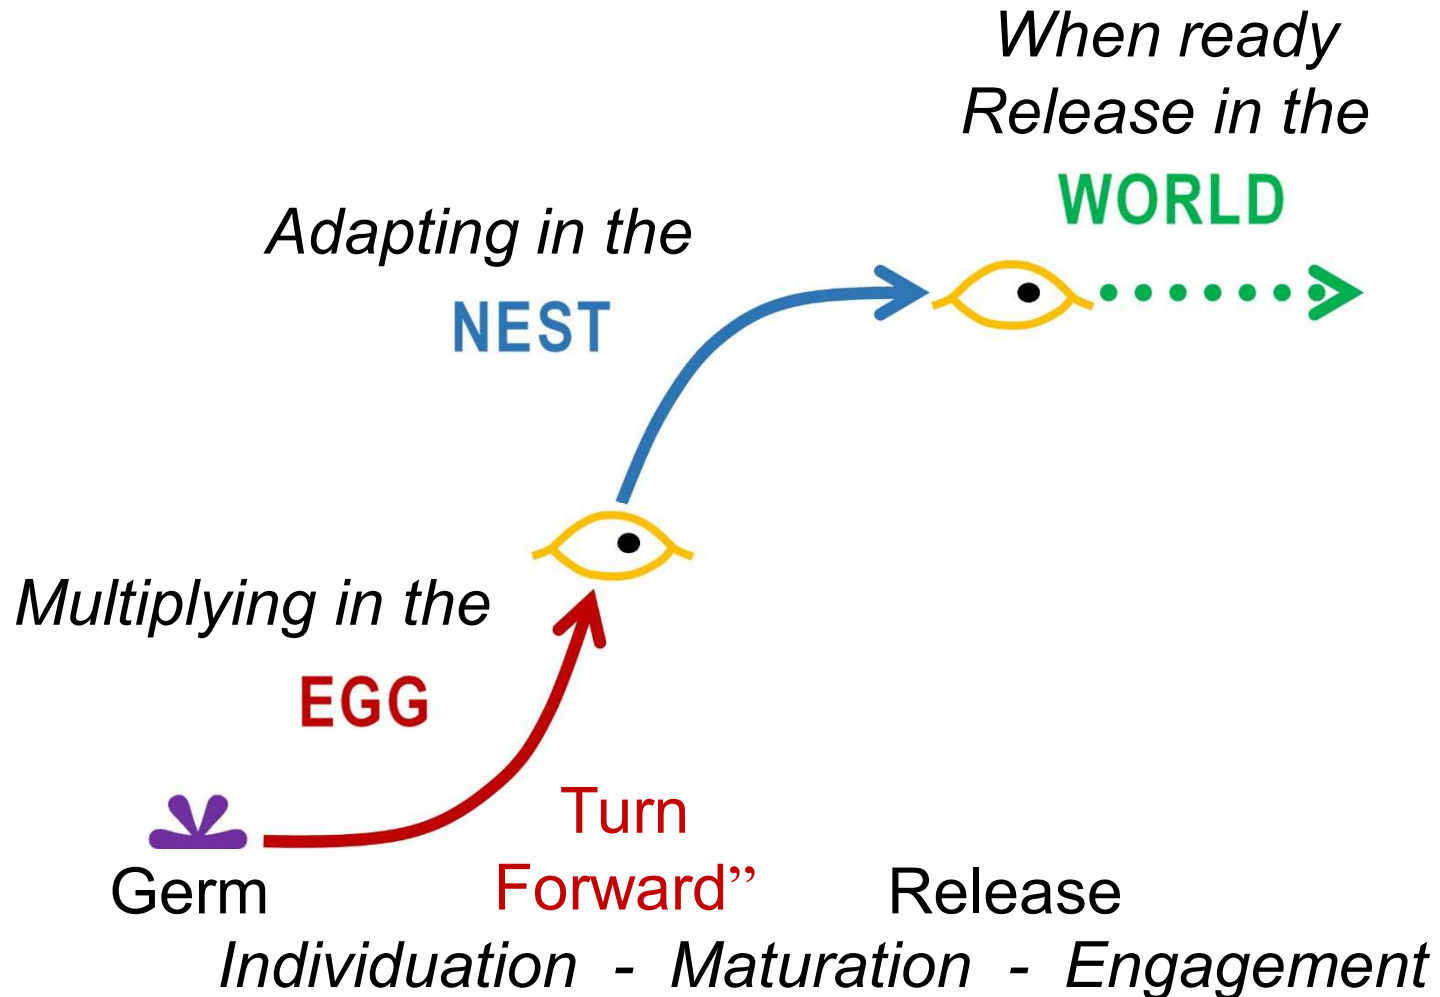 When ready
Release in the
WORLD
Adapting in the
NEST
Multiplying in the
EGG
Turn
Forward”
Germ
Release
Individuation - Maturation - Engagement